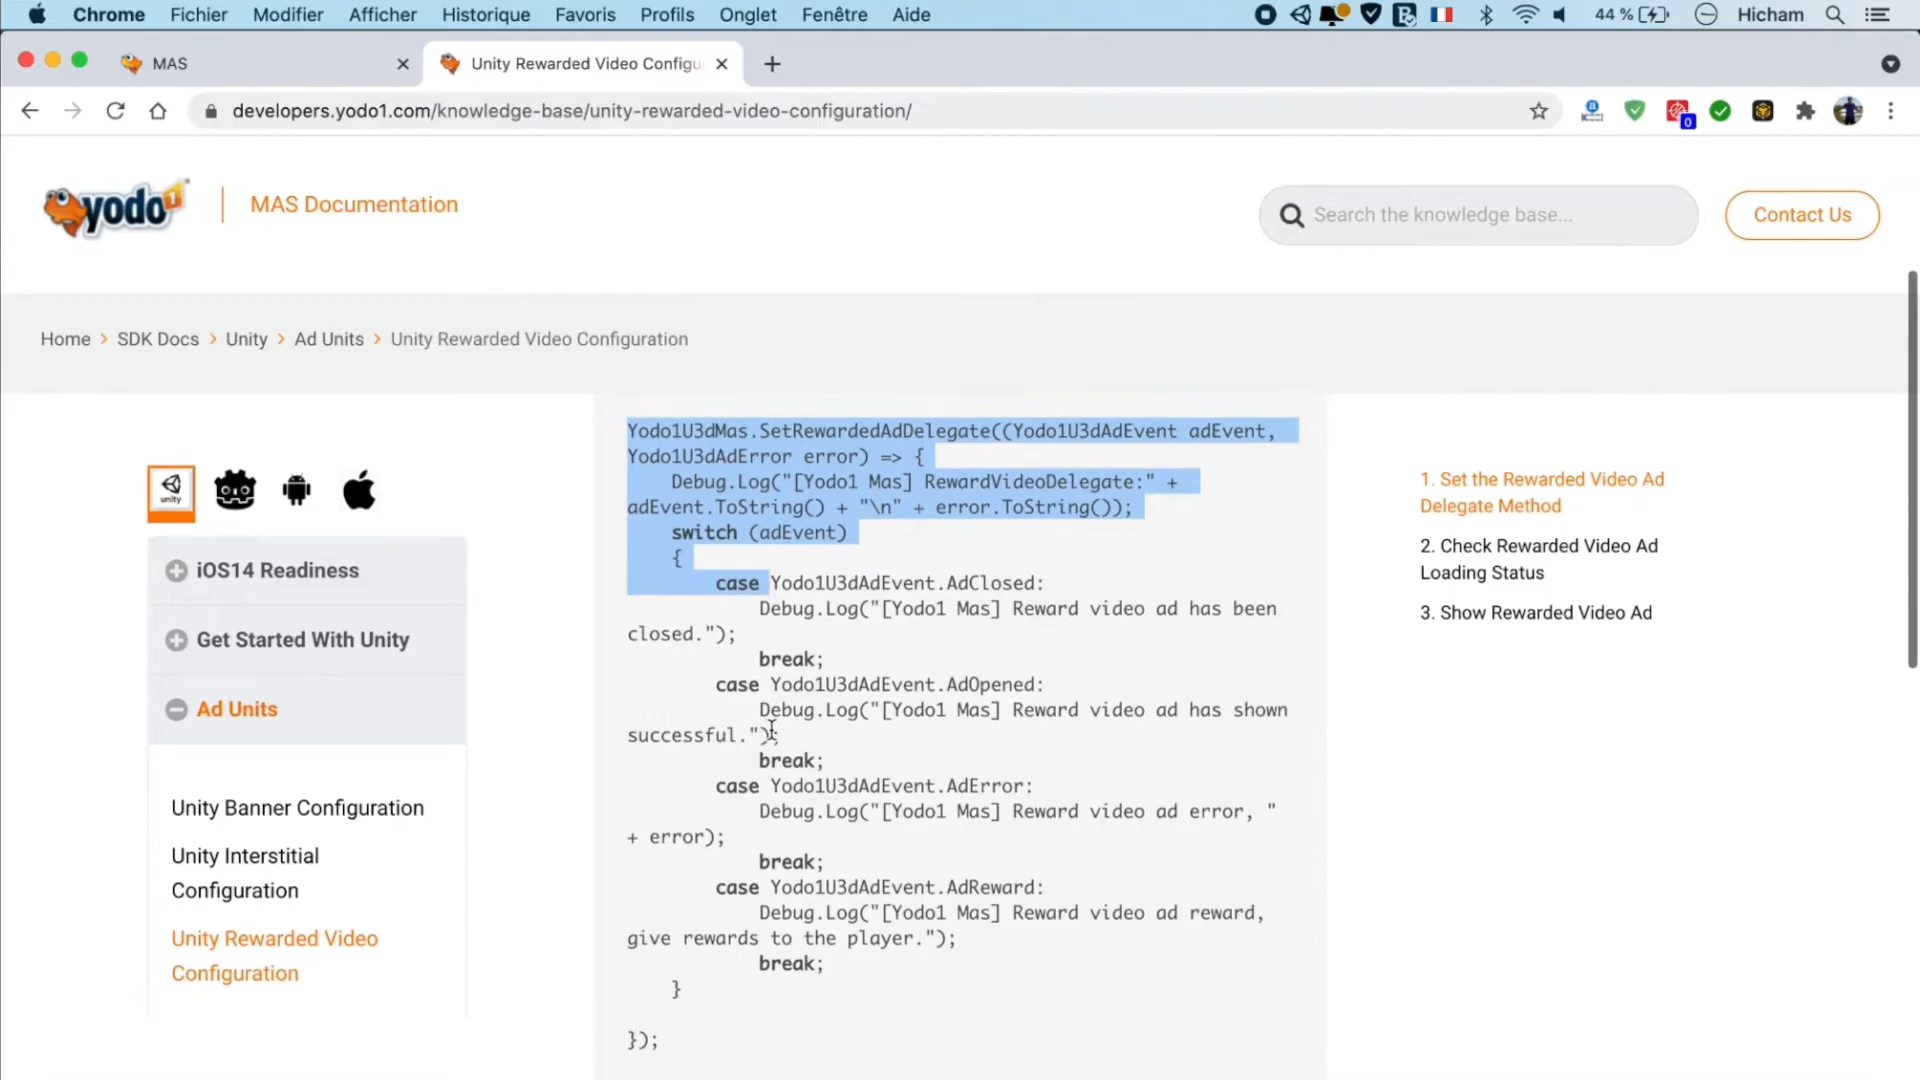 Chrome Fichier Modifier Afficher Historique Favoris Profils Onglet Fenêtre Aide 44 % Hicham
MAS
Unity Rewarded Video Configu
developers.yodo1.com/knowledge-base/unity-rewarded-video-configuration/
0
yodo1
MAS Documentation
Search the knowledge base...
Contact Us
Home > SDK Docs > Unity > Ad Units > Unity Rewarded Video Configuration
unity
iOS14 Readiness
Get Started With Unity
Ad Units
Unity Banner Configuration
Unity Interstitial
Configuration
Unity Rewarded Video
Configuration
Yodo1U3dMas.SetRewardedAdDelegate((Yodo1U3dAdEvent adEvent,
Yodo1U3dAdError error) => {
Debug.Log("[Yodo1 Mas] RewardVideoDelegate:" +
adEvent.ToString() + "\n" + error.ToString());
switch (adEvent)
{
case Yodo1U3dAdEvent.AdClosed:
Debug.Log("[Yodo1 Mas] Reward video ad has been
closed.");
break;
case Yodo1U3dAdEvent.AdOpened:
Debug.Log("[Yodo1 Mas] Reward video ad has shown
successful.");
break;
case Yodo1U3dAdEvent.AdError:
Debug.Log("[Yodo1 Mas] Reward video ad error, "
+ error);
break;
case Yodo1U3dAdEvent.AdReward:
Debug.Log("[Yodo1 Mas] Reward video ad reward,
give rewards to the player.");
break;
}
});
1. Set the Rewarded Video Ad
Delegate Method
2. Check Rewarded Video Ad
Loading Status
3. Show Rewarded Video Ad